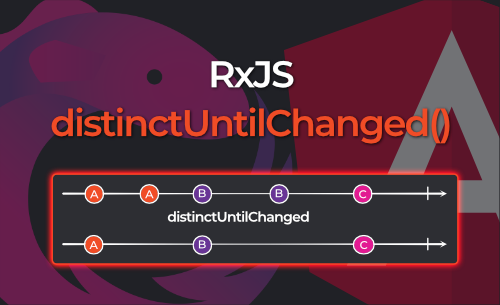 RxJS
distinctUntilChanged()
A A B B C
distinctUntilChanged
A B C